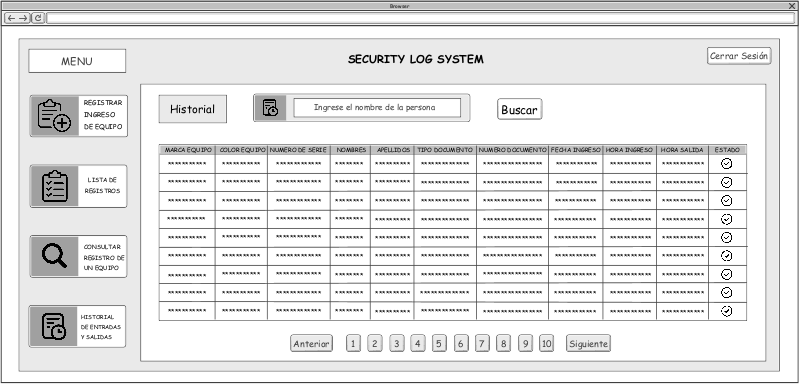 Browser
MENU
SECURITY LOG SYSTEM
Cerrar Sesión
REGISTRAR
INGRESO
DE EQUIPO
LISTA DE
REGISTROS
CONSULTAR
REGISTRO DE
UN EQUIPO
HISTORIAL
DE ENTRADAS
Y SALIDAS
Historial
Ingrese el nombre de la persona
Buscar
MARCA EQUIPO COLOR EQUIPO NUMERO DE SERIE NOMBRES APELLIDOS TIPO DOCUMENTO NUMERO DOCUMENTO FECHA INGRESO HORA INGRESO HORA SALIDA ESTADO
Anterior 1 2 3 4 5 6 7 8 9 10 Siguiente